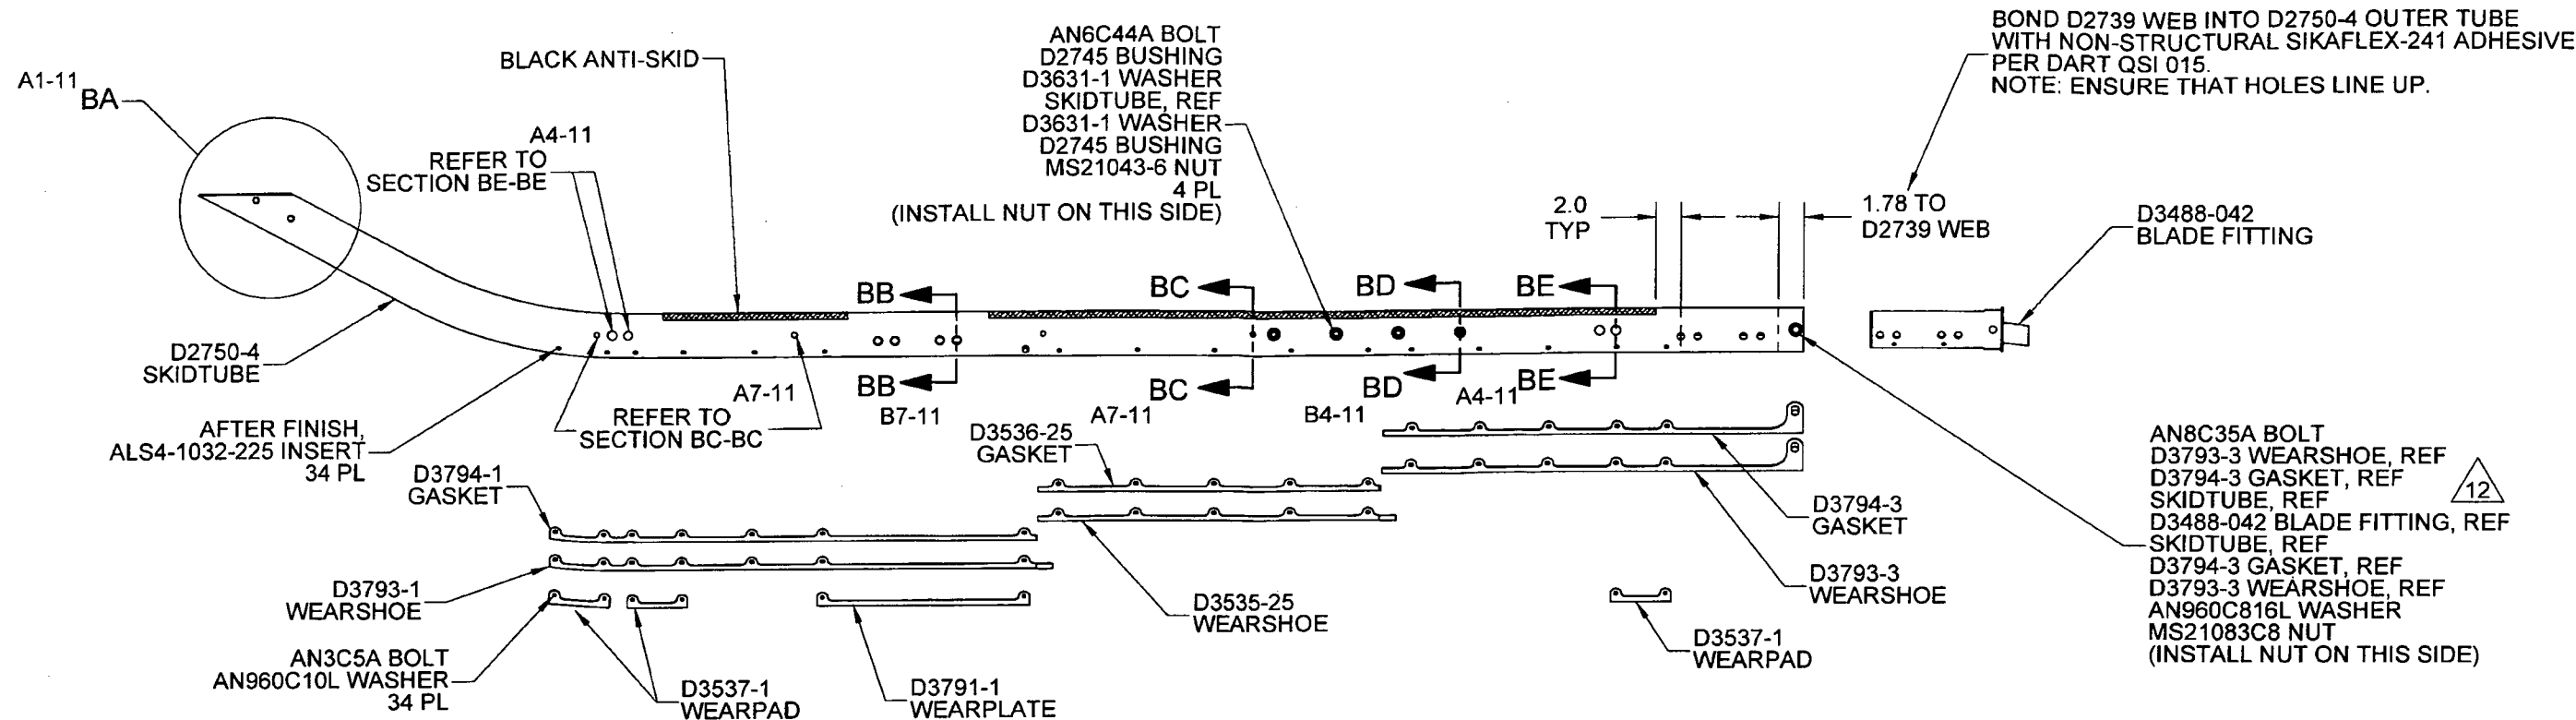 BOND D2739 WEB INTO D2750-4 OUTER TUBE
WITH NON-STRUCTURAL SIKAFLEX-241 ADHESIVE
PER DART QSI 015.
NOTE: ENSURE THAT HOLES LINE UP.
AN6C44A BOLT
D2745 BUSHING
D3631-1 WASHER
SKIDTUBE, REF
D3631-1 WASHER
D2745 BUSHING
MS21043-6 NUT
4 PL
(INSTALL NUT ON THIS SIDE)
BLACK ANTI-SKID
A1-11
BA
A4-11
REFER TO
SECTION BE-BE
2.0
TYP
1.78 TO
D2739 WEB
D3488-042
BLADE FITTING
BB
BC
BD
BE
D2750-4
SKIDTUBE
BB
BC
BD
BE
A7-11
B7-11
A7-11
B4-11
A4-11
REFER TO
SECTION BC-BC
AFTER FINISH,
ALS4-1032-225 INSERT
34 PL
D3536-25
GASKET
D3794-1
GASKET
D3794-3
GASKET
AN8C35A BOLT
D3793-3 WEARSHOE, REF
D3794-3 GASKET, REF
SKIDTUBE, REF
D3488-042 BLADE FITTING, REF
SKIDTUBE, REF
D3794-3 GASKET, REF
D3793-3 WEARSHOE, REF
AN960C816L WASHER
MS21083C8 NUT
(INSTALL NUT ON THIS SIDE)
12
D3793-1
WEARSHOE
D3535-25
WEARSHOE
D3793-3
WEARSHOE
AN3C5A BOLT
AN960C10L WASHER
34 PL
D3537-1
WEARPAD
D3791-1
WEARPLATE
D3537-1
WEARPAD